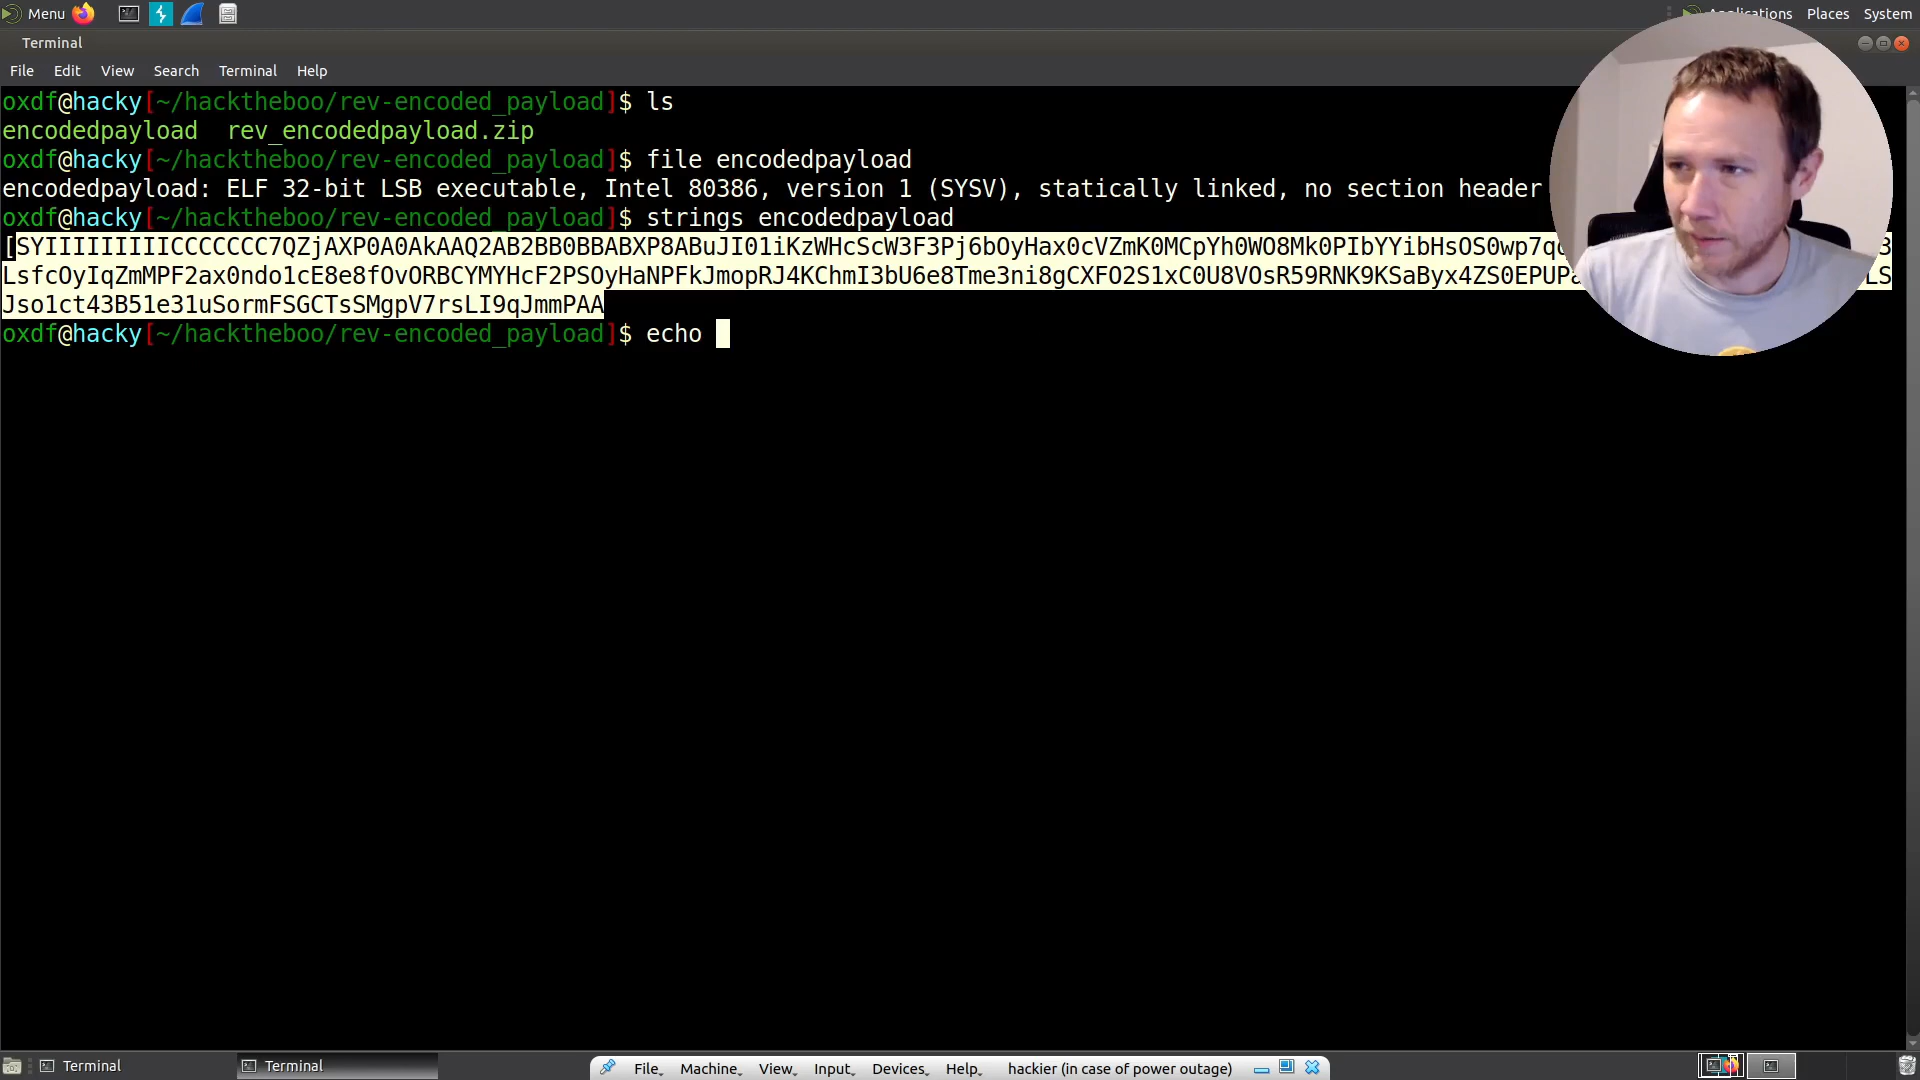 Menu
Applications Places System
Terminal
File Edit View Search Terminal Help
oxdf@hacky[~/hacktheboo/rev-encoded_payload]$ ls
encodedpayload rev_encodedpayload.zip
oxdf@hacky[~/hacktheboo/rev-encoded_payload]$ file encodedpayload
encodedpayload: ELF 32-bit LSB executable, Intel 80386, version 1 (SYSV), statically linked, no section header
oxdf@hacky[~/hacktheboo/rev-encoded_payload]$ strings encodedpayload
[SYIIIIIIIIIICCCCCCC7QZjAXP0A0AkAAQ2AB2BB0BBABXP8ABuJI01iKzWHcScW3F3Pj6bOyHax0cVZmK0MCpYh0WO8Mk0PIbYYibHsOS0wp7q 3
LsfcOyIqZmMPF2ax0ndo1cE8e8fOvORBCYMYHcF2PSOyHaNPFkJmopRJ4KChmI3bU6e8Tme3ni8gCXFO2S1xC0U8VOsR59RNK9KSaByx4ZS0EPUP LS
Jso1ct43B51e31uSormFSGCTsSMgpV7rsLI9qJmmPAA
oxdf@hacky[~/hacktheboo/rev-encoded_payload]$ echo
Terminal Terminal
File Machine View Input Devices Help hackier (in case of power outage)